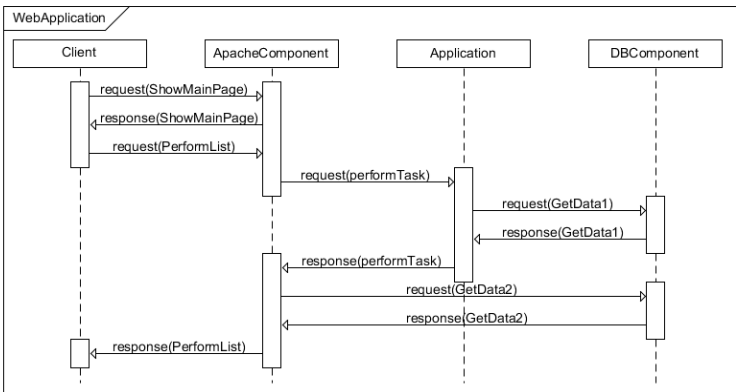 WebApplication
Client
ApacheComponent
Application
DBComponent
request(ShowMainPage)
response(ShowMainPage)
request(PerformList)
request(performTask)
request(GetData1)
response(GetData1)
response(performTask)
request(GetData2)
response(GetData2)
response(PerformList)